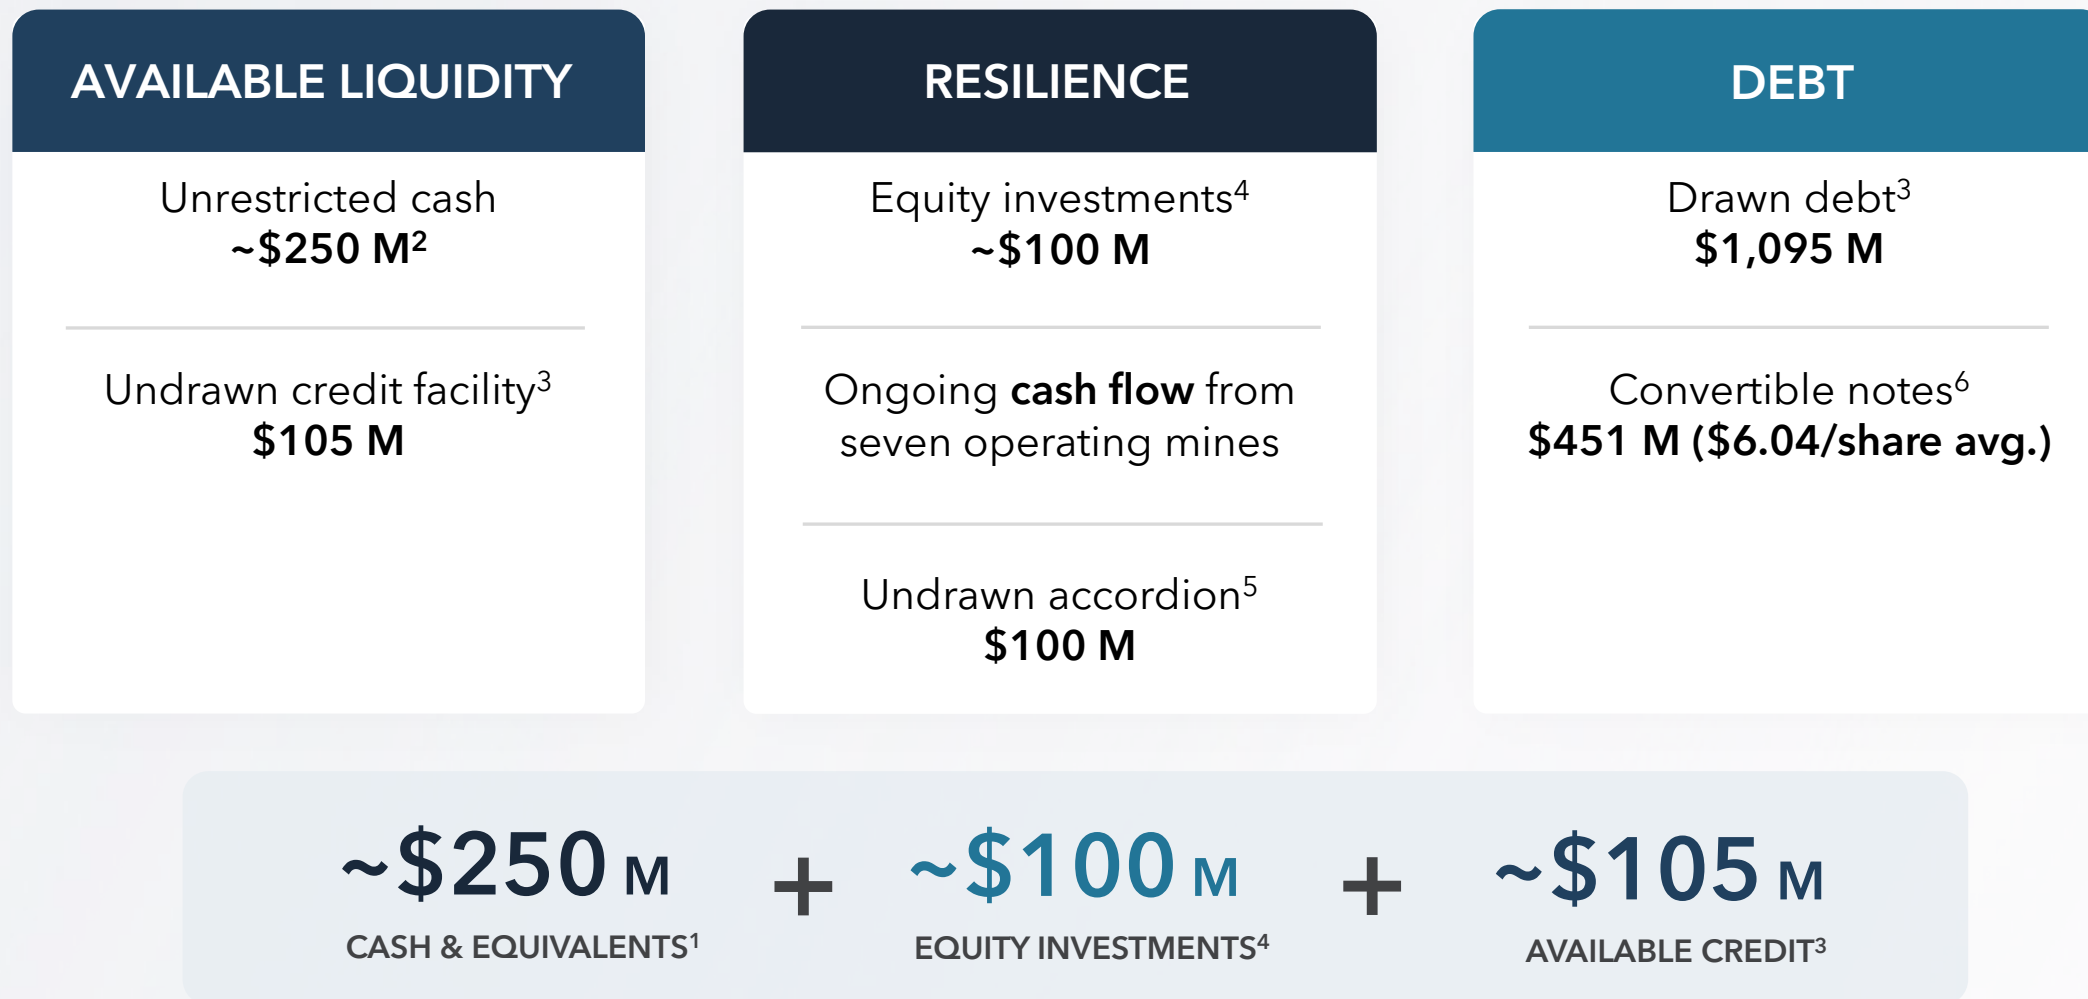 AVAILABLE LIQUIDITY
Unrestricted cash
~$250 M²
Undrawn credit facility³
$105 M
RESILIENCE
Equity investments⁴
~$100 M
Ongoing cash flow from
seven operating mines
Undrawn accordion⁵
$100 M
DEBT
Drawn debt³
$1,095 M
Convertible notes⁶
$451 M ($6.04/share avg.)
~$250 M + ~$100 M + ~$105 M
CASH & EQUIVALENTS¹ EQUITY INVESTMENTS⁴ AVAILABLE CREDIT³